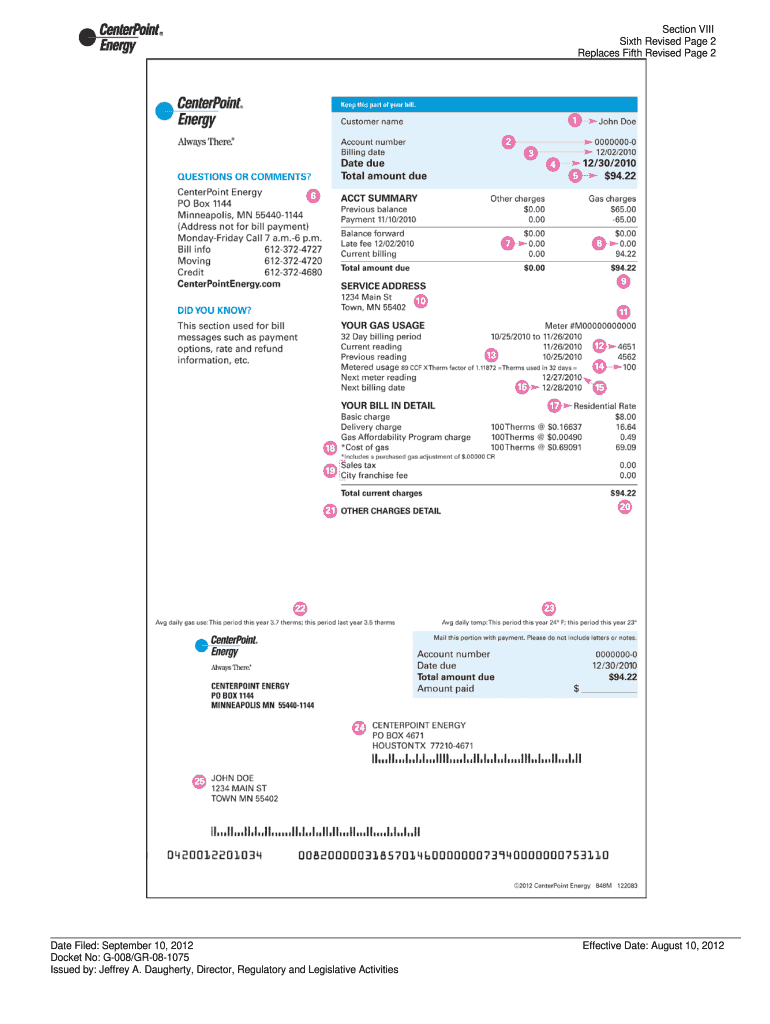 CenterPoint®
Energy
Section VIII
Sixth Revised Page 2
Replaces Fifth Revised Page 2
CenterPoint®
Energy
Always There.®
QUESTIONS OR COMMENTS?
6
CenterPoint Energy
PO Box 1144
Minneapolis, MN 55440-1144
(Address not for bill payment)
Monday-Friday Call 7 a.m.-6 p.m.
Bill info 612-372-4727
Moving 612-372-4720
Credit 612-372-4680
CenterPointEnergy.com
DID YOU KNOW?
This section used for bill
messages such as payment
options, rate and refund
information, etc.
Keep this part of your bill.
Customer name 1 John Doe
Account number 2 0000000-0
Billing date 3 12/02/2010
Date due 4 12/30/2010
Total amount due 5 $94.22
ACCT SUMMARY Other charges Gas charges
Previous balance $0.00 $65.00
Payment 11/10/2010 0.00 -65.00
Balance forward $0.00 $0.00
Late fee 12/02/2010 7 0.00 8 0.00
Current billing 0.00 94.22
Total amount due $0.00 $94.22
9
SERVICE ADDRESS
1234 Main St
Town, MN 55402
10
11
YOUR GAS USAGE Meter #M00000000000
32 Day billing period 10/25/2010 to 11/26/2010
Current reading 11/26/2010 12 4651
Previous reading 13 10/25/2010 4562
Metered usage 89 CCF X Therm factor of 1.11872 = Therms used in 32 days = 14 100
Next meter reading 12/27/2010
Next billing date 16 12/28/2010 15
YOUR BILL IN DETAIL 17 Residential Rate
Basic charge $8.00
Delivery charge 100 Therms @ $0.16637 16.64
Gas Affordability Program charge 100 Therms @ $0.00490 0.49
18 *Cost of gas 100 Therms @ $0.69091 69.09
*Includes a purchased gas adjustment of $.00000 CR
19 Sales tax 0.00
City franchise fee 0.00
Total current charges $94.22
20
21 OTHER CHARGES DETAIL
22 23
Avg daily gas use: This period this year 3.7 therms; this period last year 3.5 therms
Avg daily temp: This period this year 24° F; this period this year 23°
CenterPoint®
Energy
Always There.®
CENTERPOINT ENERGY
PO BOX 1144
MINNEAPOLIS MN 55440-1144
Mail this portion with payment. Please do not include letters or notes.
Account number 0000000-0
Date due 12/30/2010
Total amount due $94.22
Amount paid $ ________
24 CENTERPOINT ENERGY
PO BOX 4671
HOUSTON TX 77210-4671
25 JOHN DOE
1234 MAIN ST
TOWN MN 55402
0420012201034 008200000318570146000000073940000000753110
©2012 CenterPoint Energy 848M 122083
Date Filed: September 10, 2012 Effective Date: August 10, 2012
Docket No: G-008/GR-08-1075
Issued by: Jeffrey A. Daugherty, Director, Regulatory and Legislative Activities